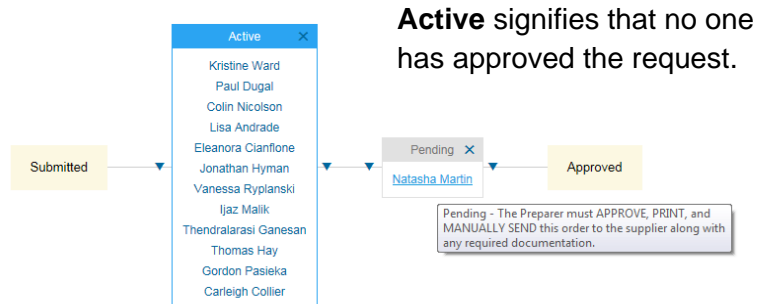 Active signifies that no one
has approved the request.
Active
Kristine Ward
Paul Dugal
Colin Nicolson
Lisa Andrade
Eleanora Cianflone
Jonathan Hyman
Vanessa Ryplanski
Ijaz Malik
Thendralarasi Ganesan
Thomas Hay
Gordon Pasieka
Carleigh Collier
Submitted
Pending
Natasha Martin
Approved
Pending - The Preparer must APPROVE, PRINT, and
MANUALLY SEND this order to the supplier along with
any required documentation.